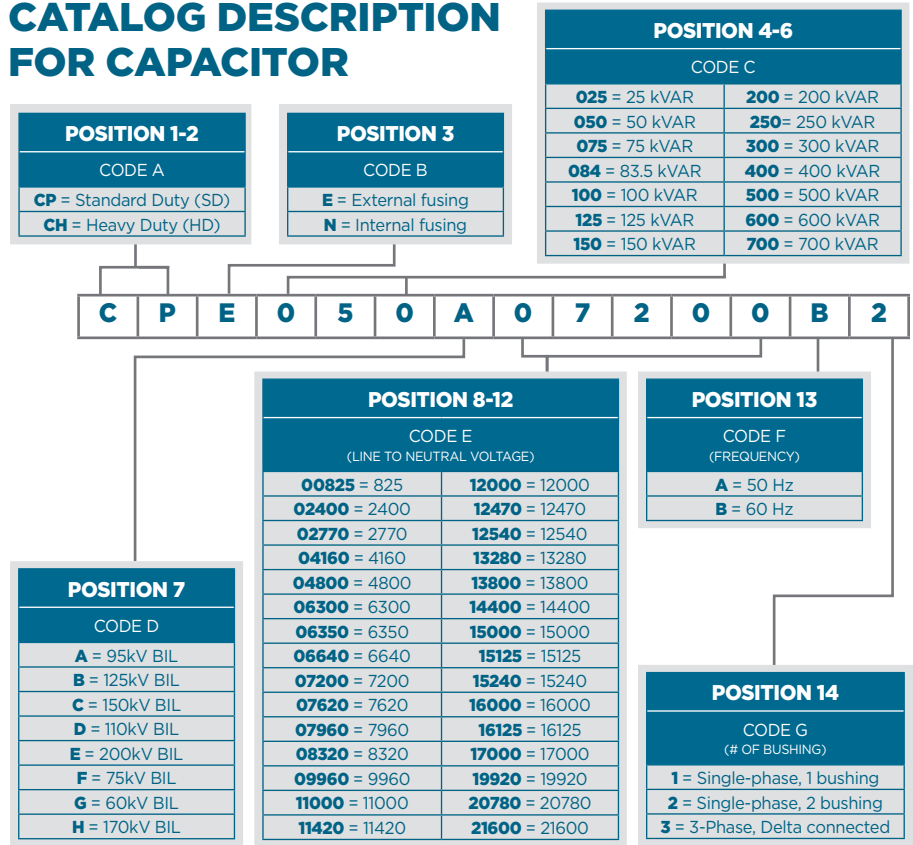 CATALOG DESCRIPTION
FOR CAPACITOR
POSITION 4-6
CODE C
025 = 25 kVAR 200 = 200 kVAR
050 = 50 kVAR 250= 250 kVAR
075 = 75 kVAR 300 = 300 kVAR
084 = 83.5 kVAR 400 = 400 kVAR
100 = 100 kVAR 500 = 500 kVAR
125 = 125 kVAR 600 = 600 kVAR
150 = 150 kVAR 700 = 700 kVAR
POSITION 1-2
CODE A
CP = Standard Duty (SD)
CH = Heavy Duty (HD)
POSITION 3
CODE B
E = External fusing
N = Internal fusing
C P E 0 5 0 A 0 7 2 0 0 B 2
POSITION 7
CODE D
A = 95kV BIL
B = 125kV BIL
C = 150kV BIL
D = 110kV BIL
E = 200kV BIL
F = 75kV BIL
G = 60kV BIL
H = 170kV BIL
POSITION 8-12
CODE E
(LINE TO NEUTRAL VOLTAGE)
00825 = 825 12000 = 12000
02400 = 2400 12470 = 12470
02770 = 2770 12540 = 12540
04160 = 4160 13280 = 13280
04800 = 4800 13800 = 13800
06300 = 6300 14400 = 14400
06350 = 6350 15000 = 15000
06640 = 6640 15125 = 15125
07200 = 7200 15240 = 15240
07620 = 7620 16000 = 16000
07960 = 7960 16125 = 16125
08320 = 8320 17000 = 17000
09960 = 9960 19920 = 19920
11000 = 11000 20780 = 20780
11420 = 11420 21600 = 21600
POSITION 13
CODE F
(FREQUENCY)
A = 50 Hz
B = 60 Hz
POSITION 14
CODE G
(# OF BUSHING)
1 = Single-phase, 1 bushing
2 = Single-phase, 2 bushing
3 = 3-Phase, Delta connected